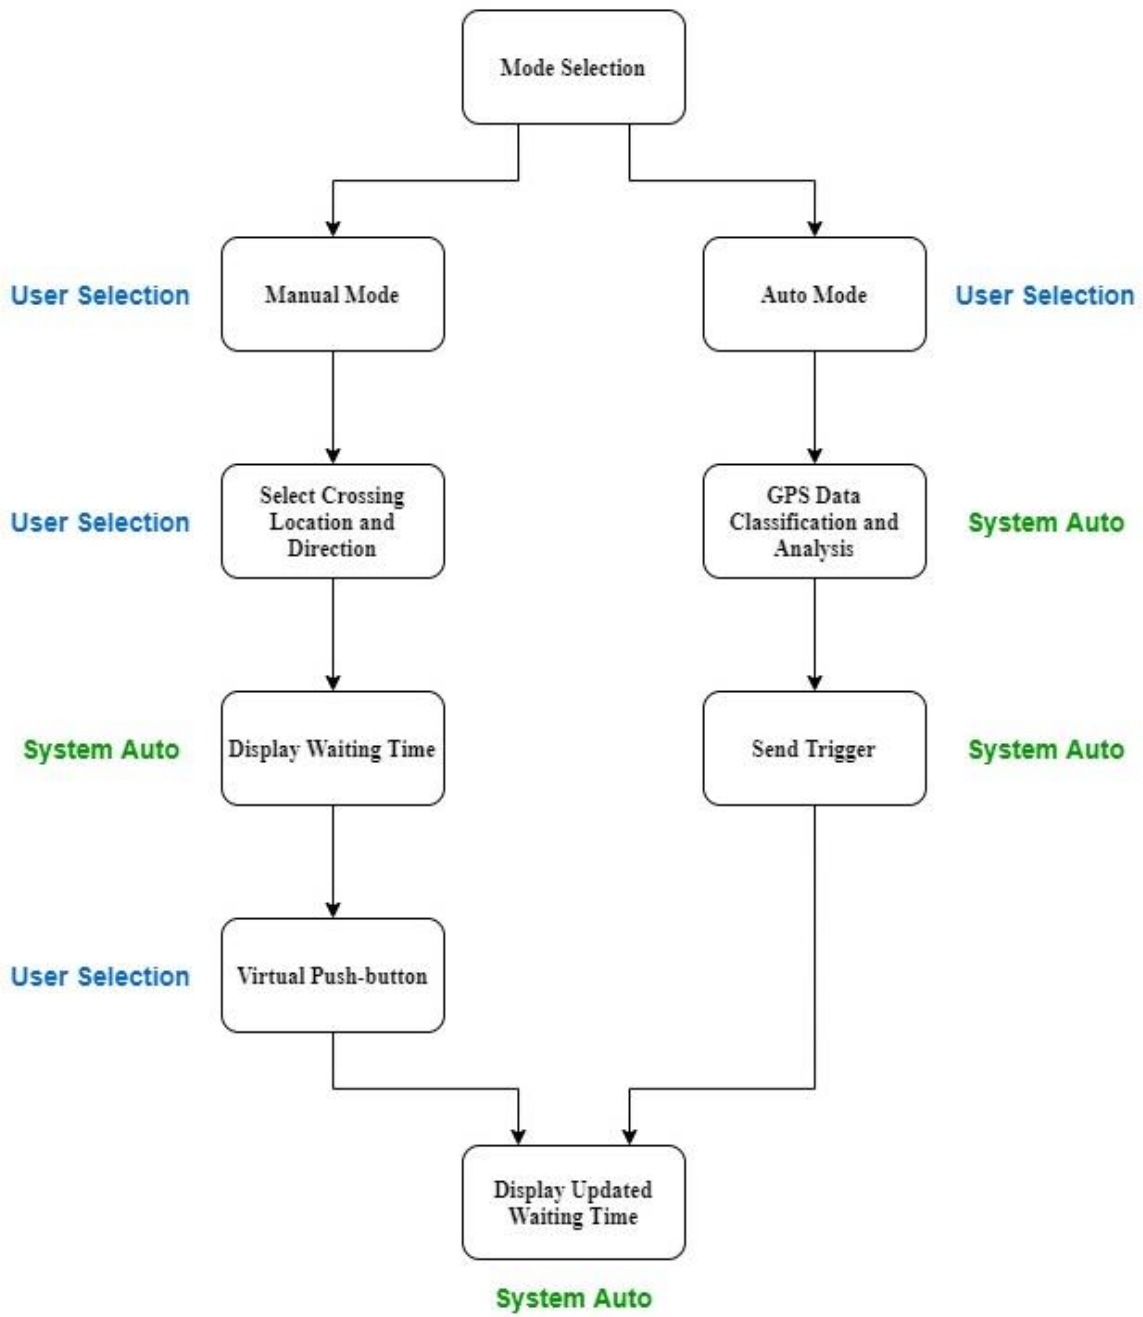 Mode Selection
User Selection
Manual Mode
Auto Mode
User Selection
User Selection
Select Crossing
Location and
Direction
GPS Data
Classification and
Analysis
System Auto
System Auto
Display Waiting Time
Send Trigger
System Auto
User Selection
Virtual Push-button
Display Updated
Waiting Time
System Auto